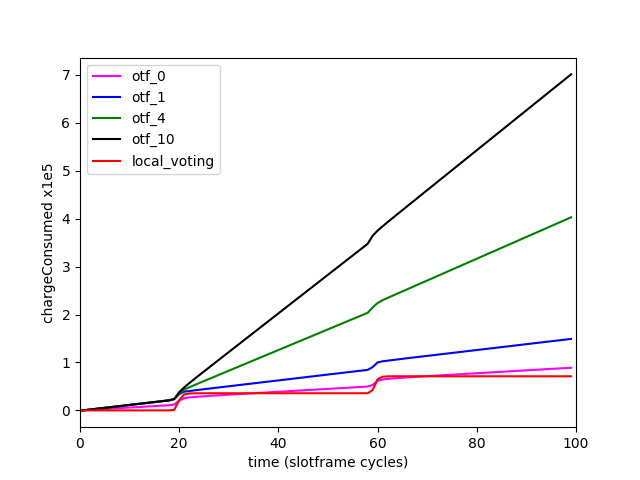 otf_0
otf_1
otf_4
otf_10
local_voting
chargeConsumed x1e5
7
6
5
4
3
2
1
0
0 20 40 60 80 100
time (slotframe cycles)